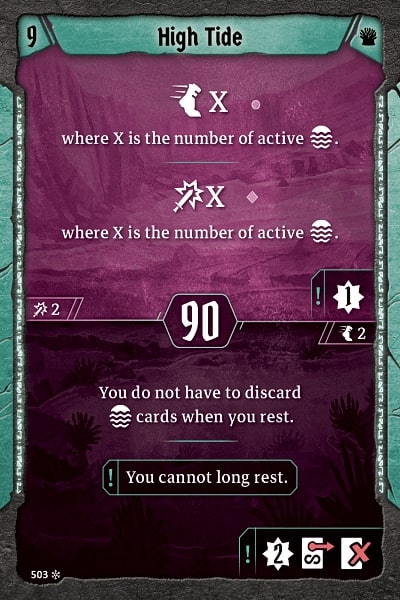 9
High Tide
X
where X is the number of active
.
X
where X is the number of active
.
! 1
2
90
2
You do not have to discard
cards when you rest.
! You cannot long rest.
! 2 S X
503